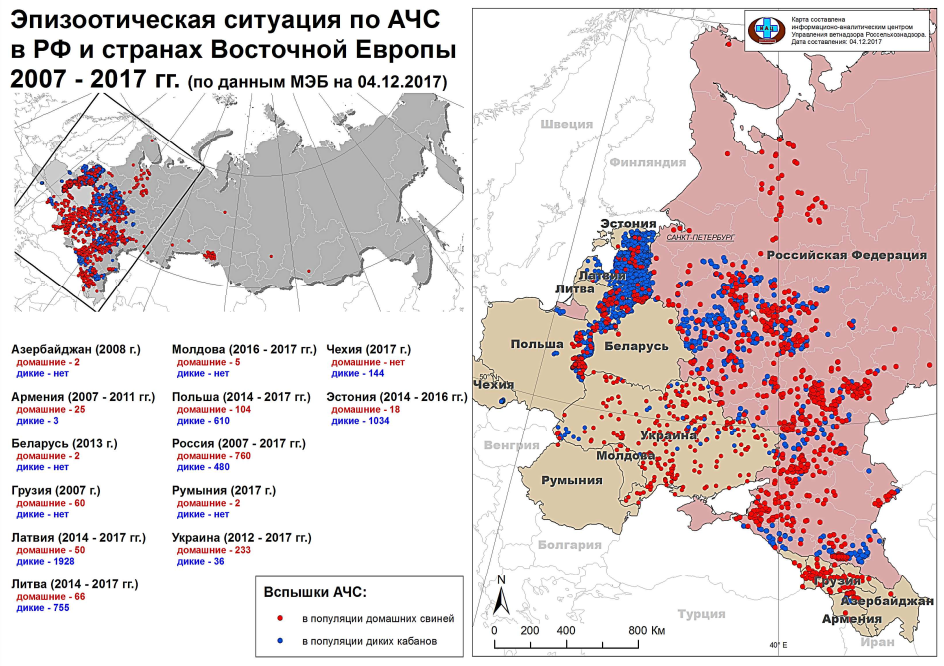 Эпизоотическая ситуация по АЧС
в РФ и странах Восточной Европы
2007 - 2017 гг. (по данным МЭБ на 04.12.2017)
Азербайджан (2008 г.)
домашние - 2
дикие - нет
Армения (2007 - 2011 гг.)
домашние - 25
дикие - 3
Беларусь (2013 г.)
домашние - 2
дикие - нет
Грузия (2007 г.)
домашние - 60
дикие - нет
Латвия (2014 - 2017 гг.)
домашние - 50
дикие - 1928
Литва (2014 - 2017 гг.)
домашние - 66
дикие - 755
Молдова (2016 - 2017 гг.)
домашние - 5
дикие - нет
Польша (2014 - 2017 гг.)
домашние - 104
дикие - 610
Россия (2007 - 2017 гг.)
домашние - 760
дикие - 480
Румыния (2017 г.)
домашние - 2
дикие - нет
Украина (2012 - 2017 гг.)
домашние - 233
дикие - 36
Чехия (2017 г.)
домашние - нет
дикие - 144
Эстония (2014 - 2016 гг.)
домашние - 18
дикие - 1034
Вспышки АЧС:
в популяции домашних свиней
в популяции диких кабанов
Карта составлена
информационно-аналитическим центром
Управления ветнадзора Россельхознадзора.
Дата составления: 04.12.2017
Швеция
Финляндия
Эстония
САНКТ-ПЕТЕРБУРГ
Российская Федерация
Латвия
Литва
Польша
Беларусь
50° N
Чехия
Украина
Венгрия
Молдова
Румыния
Болгария
Грузия
Азербайджан
Армения
Турция
Иран
N
0 200 400 800 Км
40° E